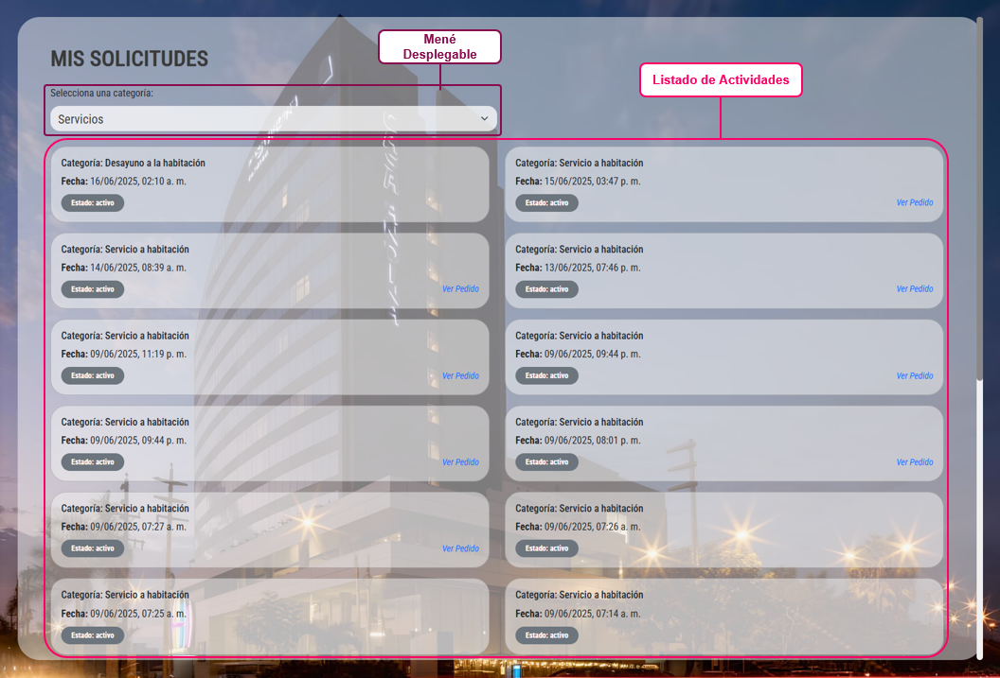 Mené
Desplegable
MIS SOLICITUDES
Listado de Actividades
Selecciona una categoría:
Servicios
Categoría: Desayuno a la habitación
Fecha: 16/06/2025, 02:10 a. m.
Estado: activo
Categoría: Servicio a habitación
Fecha: 15/06/2025, 03:47 p. m.
Estado: activo
Ver Pedido
Categoría: Servicio a habitación
Fecha: 14/06/2025, 08:39 a. m.
Estado: activo
Ver Pedido
Categoría: Servicio a habitación
Fecha: 13/06/2025, 07:46 p. m.
Estado: activo
Ver Pedido
Categoría: Servicio a habitación
Fecha: 09/06/2025, 11:19 p. m.
Estado: activo
Ver Pedido
Categoría: Servicio a habitación
Fecha: 09/06/2025, 09:44 p. m.
Estado: activo
Ver Pedido
Categoría: Servicio a habitación
Fecha: 09/06/2025, 09:44 p. m.
Estado: activo
Ver Pedido
Categoría: Servicio a habitación
Fecha: 09/06/2025, 08:01 p. m.
Estado: activo
Ver Pedido
Categoría: Servicio a habitación
Fecha: 09/06/2025, 07:27 a. m.
Estado: activo
Ver Pedido
Categoría: Servicio a habitación
Fecha: 09/06/2025, 07:26 a. m.
Estado: activo
Categoría: Servicio a habitación
Fecha: 09/06/2025, 07:25 a. m.
Estado: activo
Categoría: Servicio a habitación
Fecha: 09/06/2025, 07:14 a. m.
Estado: activo